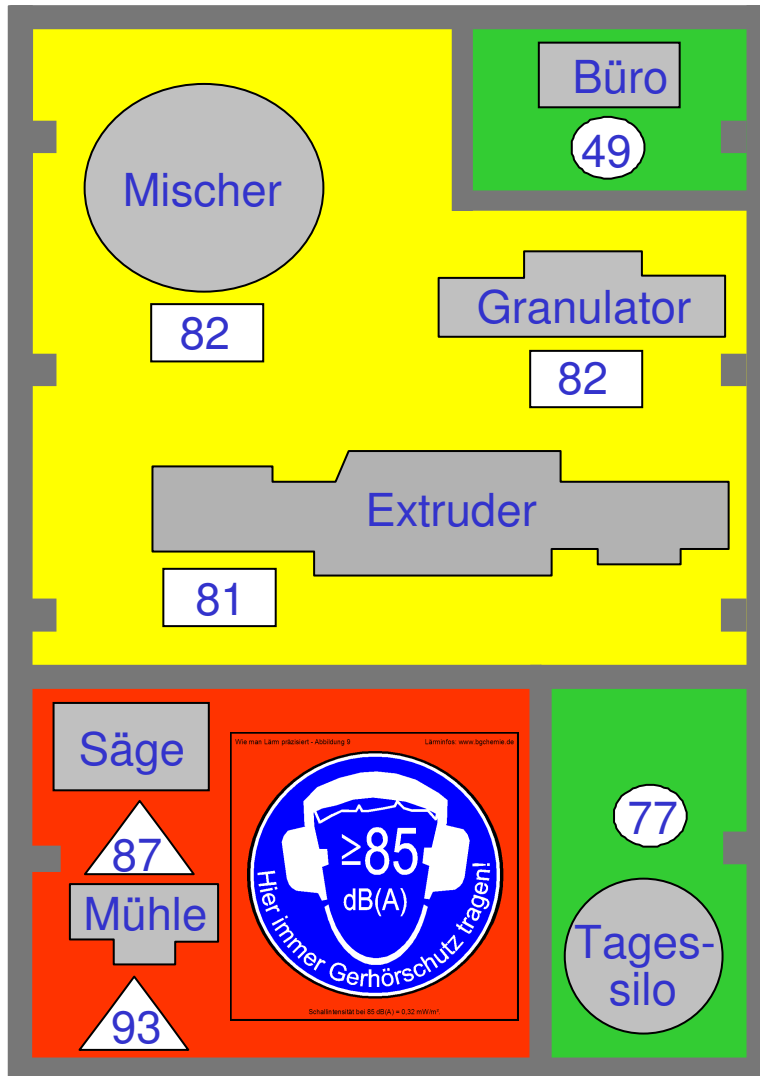 Büro
49
Mischer
82
Granulator
82
Extruder
81
Säge
87
Mühle
93
Wie man Lärm präzisiert - Abbildung 9 Lärminfos: www.bgchemie.de
≥85
dB(A)
Hier immer Gerhörschutz tragen!
Schallintensität bei 85 dB(A) = 0,32 mW/m²
77
Tages-
silo